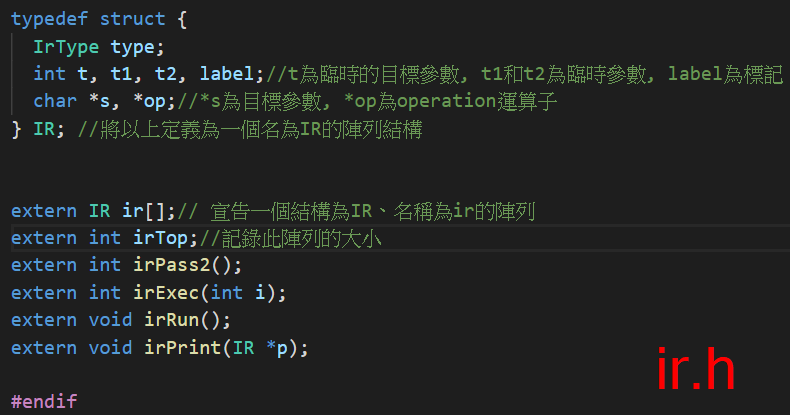 typedef struct {
  IrType type;
  int t, t1, t2, label;//t為臨時的目標參數, t1和t2為臨時參數, label為標記
  char *s, *op;//*s為目標參數, *op為operation運算子
} IR; //將以上定義為一個名為IR的陣列結構
extern IR ir[];// 宣告一個結構為IR、名稱為ir的陣列
extern int irTop;//記錄此陣列的大小
extern int irPass2();
extern int irExec(int i);
extern void irRun();
extern void irPrint(IR *p);
ir.h
#endif